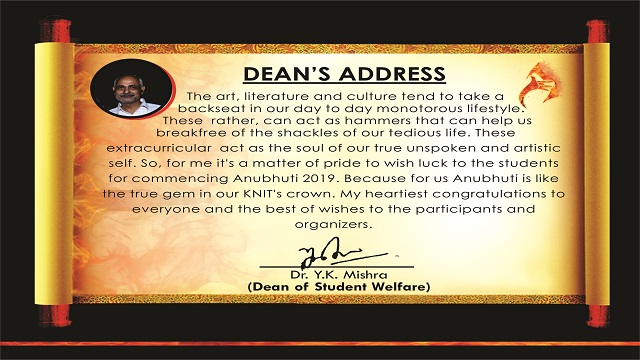 DEAN'S ADDRESS
The art, literature and culture tend to take a
backseat in our day to day monotorous lifestyle.
These rather, can act as hammers that can help us
breakfree of the shackles of our tedious life. These
extracurricular act as the soul of our true unspoken and artistic
self. So, for me it's a matter of pride to wish luck to the students
for commencing Anubhuti 2019. Because for us Anubhuti is like
the true gem in our KNIT's crown. My heartiest congratulations to
everyone and the best of wishes to the participants and
organizers.
Dr. Y.K. Mishra
(Dean of Student Welfare)